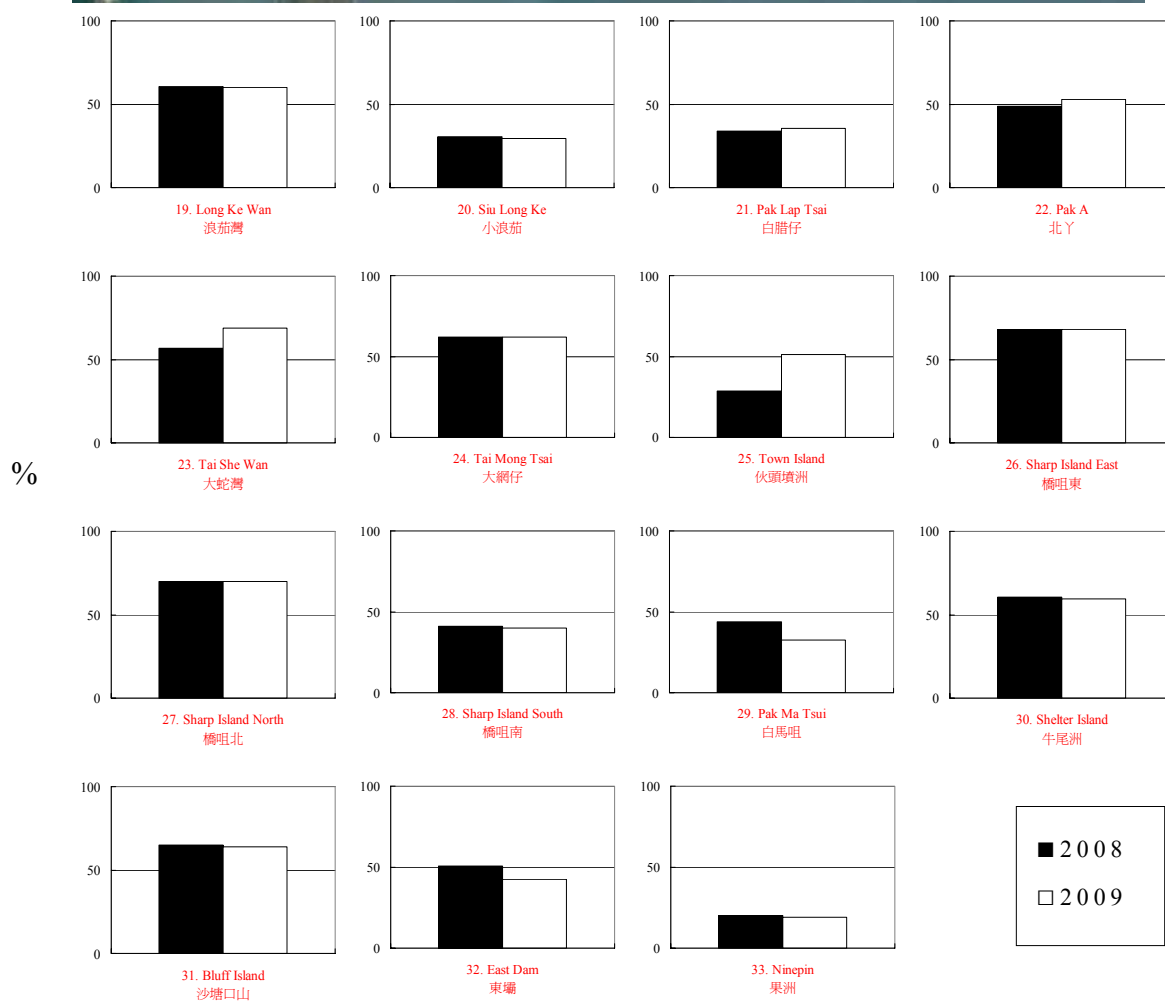 100
50
0
19. Long Ke Wan
浪茄灣
100
50
0
20. Siu Long Ke
小浪茄
100
50
0
21. Pak Lap Tsai
白腊仔
100
50
0
22. Pak A
北丫
100
50
0
23. Tai She Wan
大蛇灣
100
50
0
24. Tai Mong Tsai
大網仔
100
50
0
25. Town Island
伙頭墳洲
100
50
0
26. Sharp Island East
橋咀東
%
100
50
0
27. Sharp Island North
橋咀北
100
50
0
28. Sharp Island South
橋咀南
100
50
0
29. Pak Ma Tsui
白馬咀
100
50
0
30. Shelter Island
牛尾洲
100
50
0
31. Bluff Island
沙塘口山
100
50
0
32. East Dam
東壩
100
50
0
33. Ninepin
果洲
2008
2009